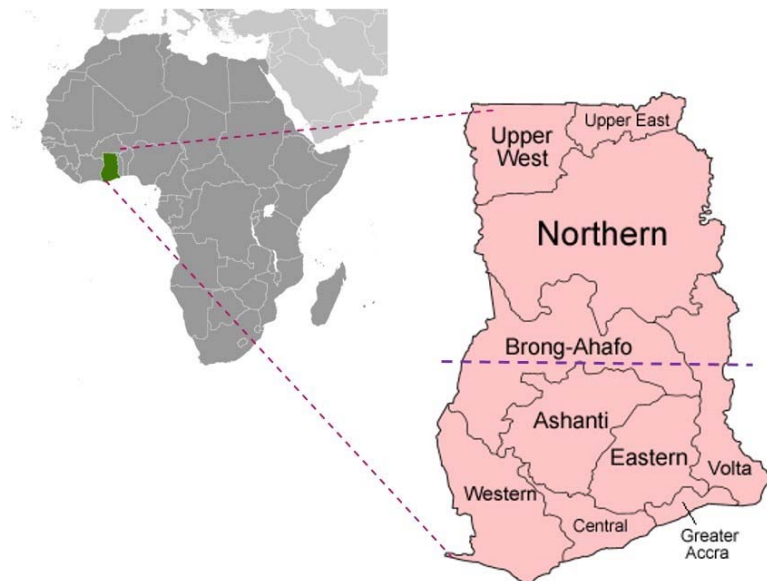 Upper East
Upper
West
Northern
Brong-Ahafo
Ashanti
Eastern
Volta
Western
Central
Greater
Accra